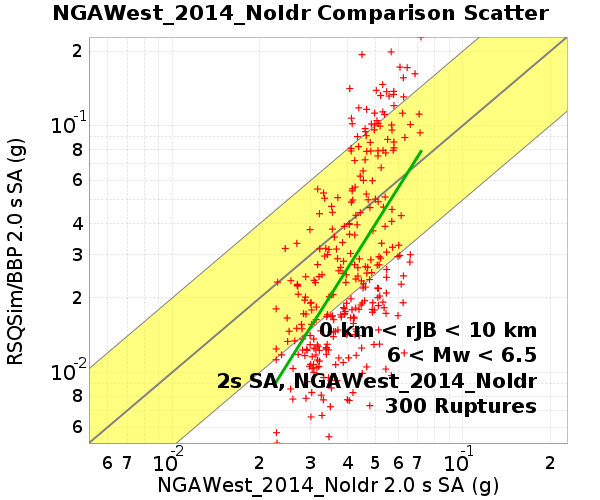 NGAWest_2014_NoIdr Comparison Scatter
RSQSim/BBP 2.0 s SA (g)
2
10^-1
8
6
4
3
2
10^-2
8
6
0 km < rJB < 10 km
6 < Mw < 6.5
2s SA, NGAWest_2014_NoIdr
300 Ruptures
6 7 10^-2 2 3 4 5 6 7 10^-1 2
NGAWest_2014_NoIdr 2.0 s SA (g)